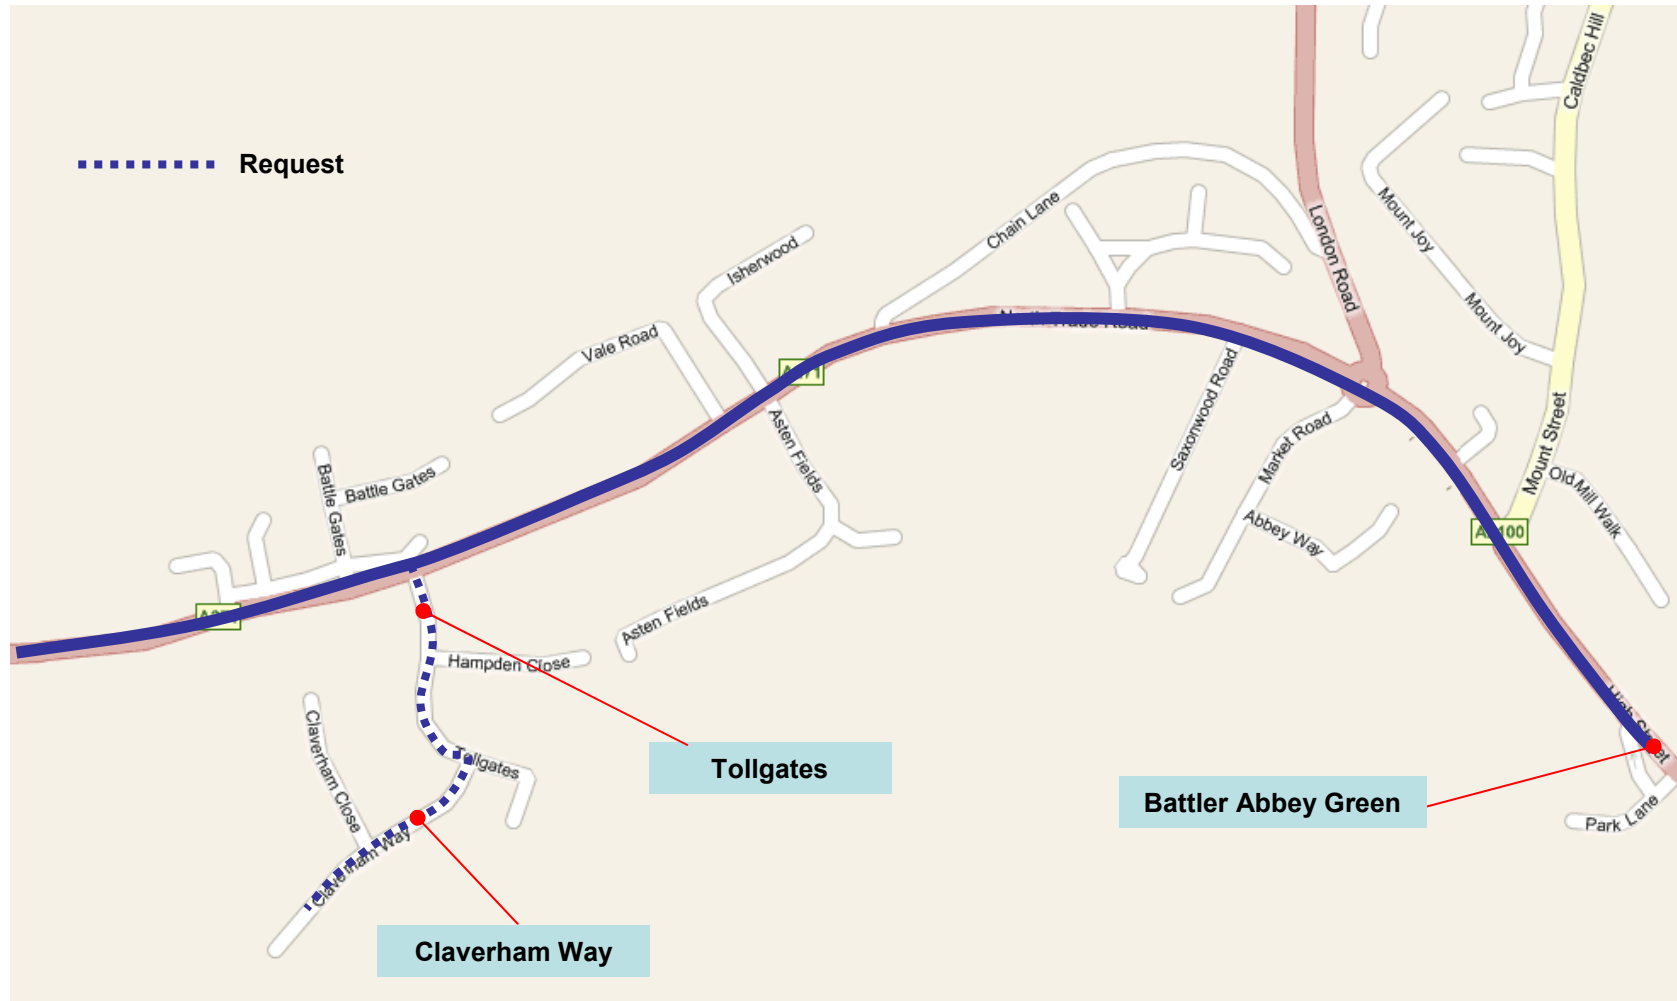 Caldbec Hill
Request
Mount Joy
Chain Lane
London Road
Isherwood
Mount Joy
Vale Road
Saxonwood Road
Mount Street
Asten Fields
Market Road
Battle Gates
Battle Gates
Old Mill Walk
Abbey Way
Asten Fields
Hampden Close
High Street
Claverham Close
Tollgates
Tollgates
Battler Abbey Green
Park Lane
Claverham Way
Claverham Way